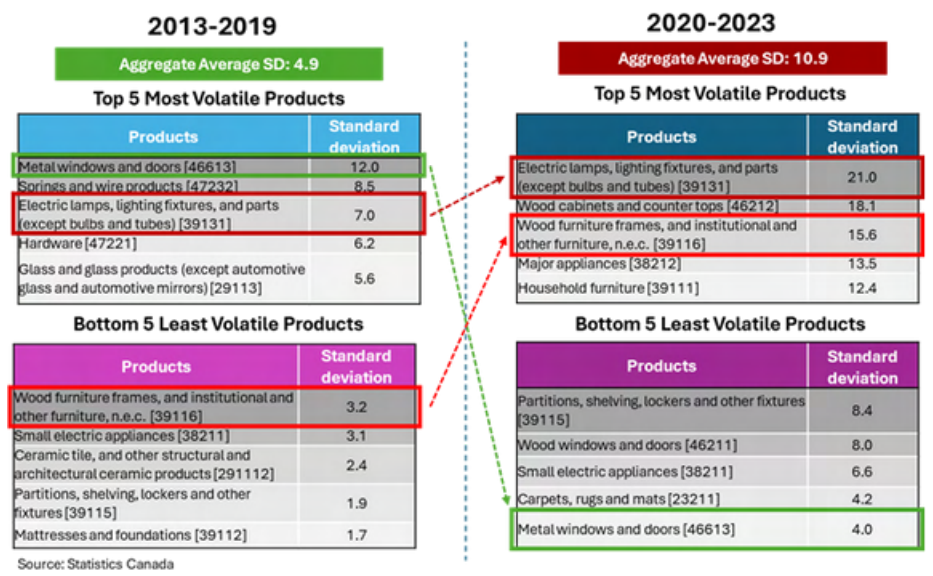 2013-2019
Aggregate Average SD: 4.9
Top 5 Most Volatile Products
Products
Standard
deviation
Metal windows and doors [46613] 12.0
Springs and wire products [47232] 8.5
Electric lamps, lighting fixtures, and parts
(except bulbs and tubes) [39131] 7.0
Hardware [47221] 6.2
Glass and glass products (except automotive
glass and automotive mirrors) [29113] 5.6
Bottom 5 Least Volatile Products
Products
Standard
deviation
Wood furniture frames, and institutional and
other furniture, n.e.c. [39116] 3.2
Small electric appliances [38211] 3.1
Ceramic tile, and other structural and
architectural ceramic products [291112] 2.4
Partitions, shelving, lockers and other
fixtures [39115] 1.9
Mattresses and foundations [39112] 1.7
Source: Statistics Canada
2020-2023
Aggregate Average SD: 10.9
Top 5 Most Volatile Products
Products
Standard
deviation
Electric lamps, lighting fixtures, and parts
(except bulbs and tubes) [39131] 21.0
Wood cabinets and counter tops [46212] 18.1
Wood furniture frames, and institutional and
other furniture, n.e.c. [39116] 15.6
Major appliances [38212] 13.5
Household furniture [39111] 12.4
Bottom 5 Least Volatile Products
Products
Standard
deviation
Partitions, shelving, lockers and other fixtures
[39115] 8.4
Wood windows and doors [46211] 8.0
Small electric appliances [38211] 6.6
Carpets, rugs and mats [23211] 4.2
Metal windows and doors [46613] 4.0